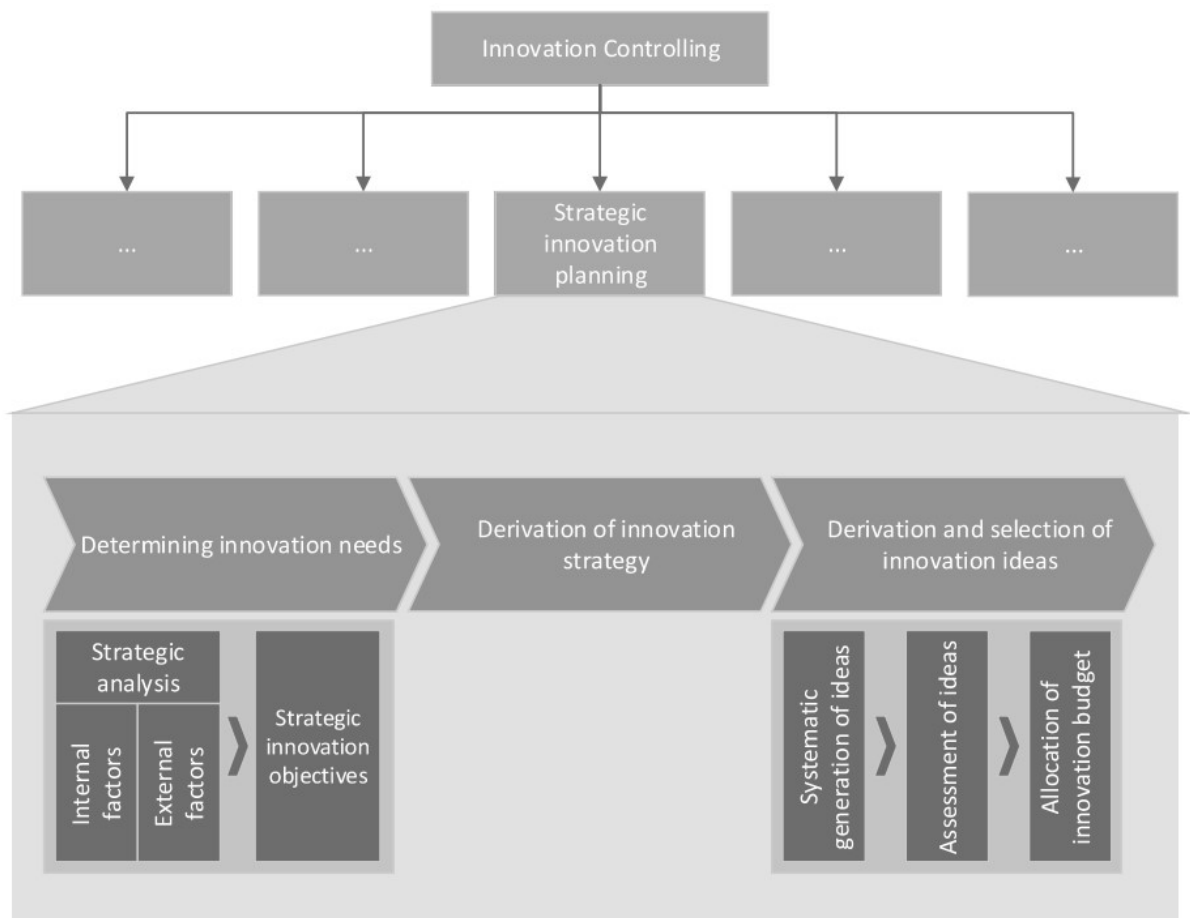 Innovation Controlling
...
...
Strategic
innovation
planning
...
...
Determining innovation needs
Derivation of innovation
strategy
Derivation and selection of
innovation ideas
Strategic
analysis
Internal
factors
External
factors
Strategic
innovation
objectives
Systematic
generation of ideas
Assessment of ideas
Allocation of
innovation budget